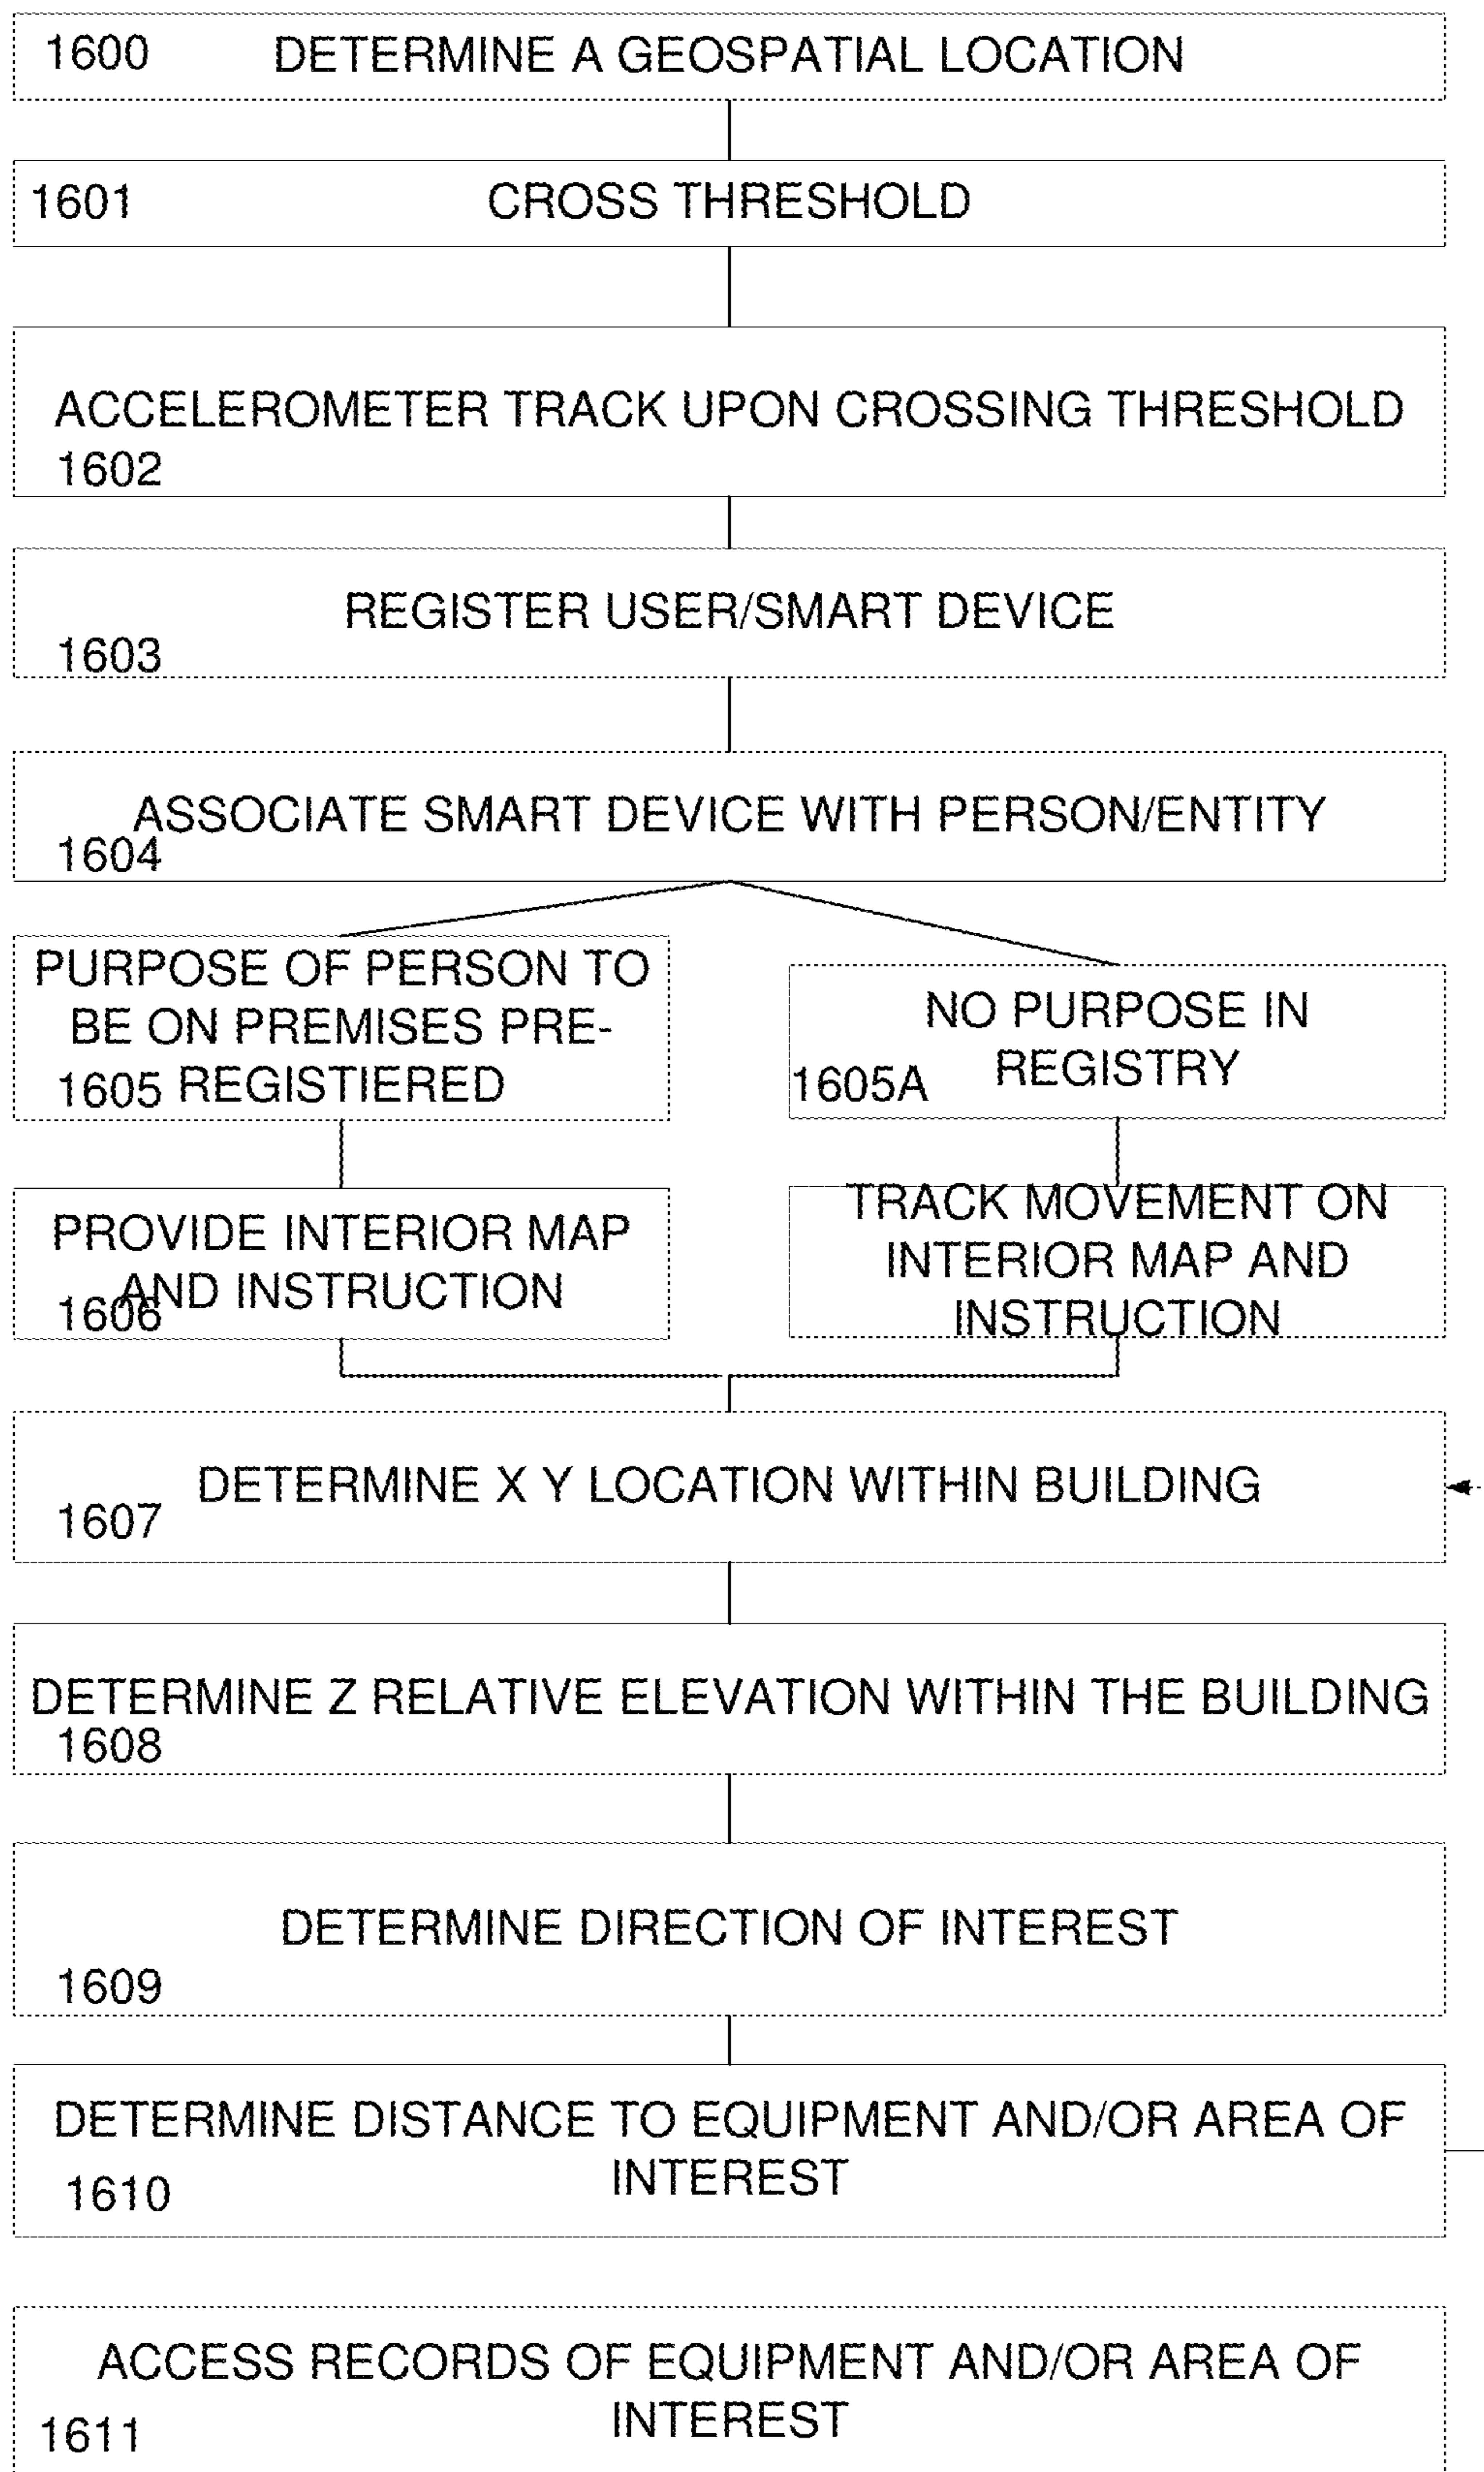 1600 DETERMINE A GEOSPATIAL LOCATION
1601 CROSS THRESHOLD
ACCELEROMETER TRACK UPON CROSSING THRESHOLD
1602
REGISTER USER/SMART DEVICE
1603
ASSOCIATE SMART DEVICE WITH PERSON/ENTITY
1604
PURPOSE OF PERSON TO
BE ON PREMISES PRE-
1605 REGISTIERED
NO PURPOSE IN
REGISTRY
1605A
PROVIDE INTERIOR MAP
AND INSTRUCTION
1606
TRACK MOVEMENT ON
INTERIOR MAP AND
INSTRUCTION
DETERMINE X Y LOCATION WITHIN BUILDING
1607
DETERMINE Z RELATIVE ELEVATION WITHIN THE BUILDING
1608
DETERMINE DIRECTION OF INTEREST
1609
DETERMINE DISTANCE TO EQUIPMENT AND/OR AREA OF
INTEREST
1610
ACCESS RECORDS OF EQUIPMENT AND/OR AREA OF
INTEREST
1611